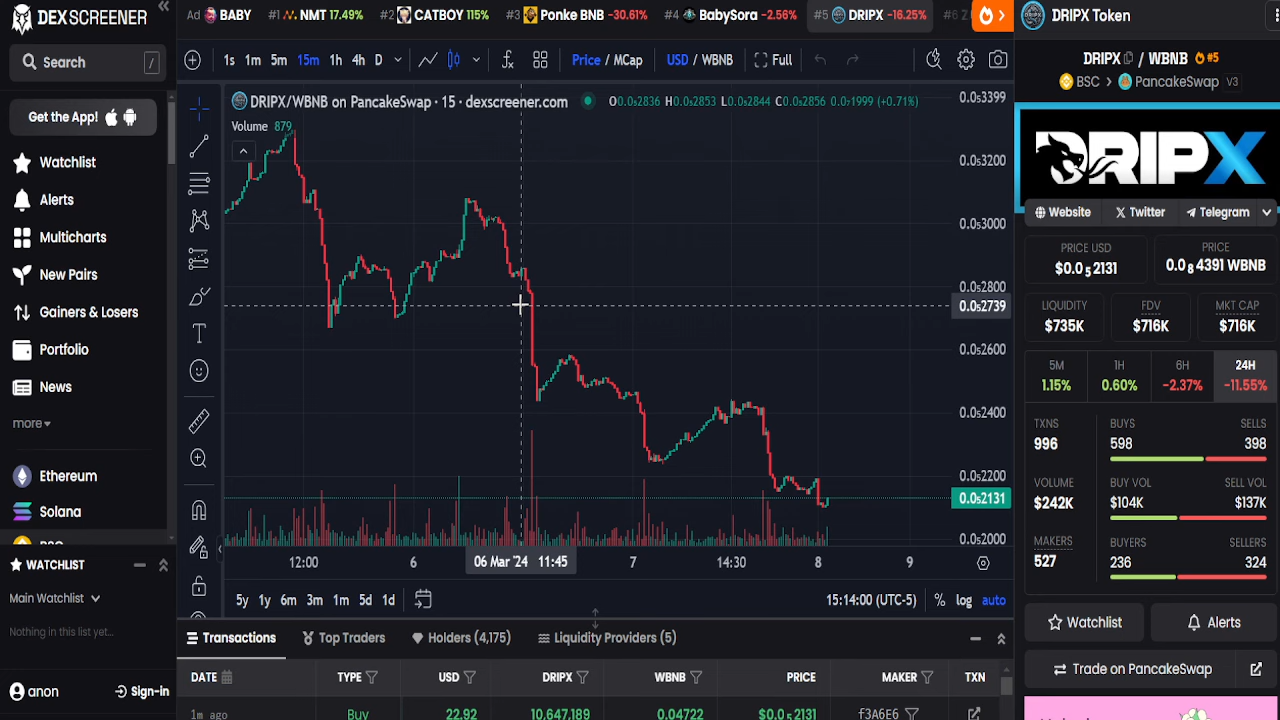 DEX SCREENER
Ad BABY #1 NMT 17.49% #2 CATBOY 115% #3 Ponke BNB -30.61% #4 BabySora -2.56% #5 DRIPX -16.25% #6
DRIPX Token
Search /
1s 1m 5m 15m 1h 4h D Price / MCap USD / WBNB Full
DRIPX / WBNB #5
BSC > PancakeSwap V3
Get the App!
DRIPX/WBNB on PancakeSwap · 15 · dexscreener.com O0.0₅2836 H0.0₅2853 L0.0₅2844 C0.0₅2856 0.0₇1999 (+0.71%)
Volume 879
0.0₅3399
0.0₅3200
0.0₅3000
0.0₅2800
0.0₅2739
0.0₅2600
0.0₅2400
0.0₅2200
0.0₅2131
0.0₅2000
Watchlist
Alerts
Multicharts
New Pairs
Gainers & Losers
Portfolio
News
more
Ethereum
Solana
WATCHLIST
Main Watchlist
Nothing in this list yet...
anon Sign-in
12:00 6 06 Mar '24 11:45 7 14:30 8 9
5y 1y 6m 3m 1m 5d 1d 15:14:00 (UTC-5) % log auto
Transactions Top Traders Holders (4,175) Liquidity Providers (5)
DATE TYPE USD DRIPX WBNB PRICE MAKER TXN
1m ago Buy 22.92 10,647,189 0.04722 $0.0₅2131 f3A6E6
DRIPX
Website Twitter Telegram
PRICE USD PRICE
$0.0₅2131 0.0₈4391 WBNB
LIQUIDITY FDV MKT CAP
$735K $716K $716K
5M 1H 6H 24H
1.15% 0.60% -2.37% -11.55%
TXNS BUYS SELLS
996 598 398
VOLUME BUY VOL SELL VOL
$242K $104K $137K
MAKERS BUYERS SELLERS
527 236 324
Watchlist Alerts
Trade on PancakeSwap